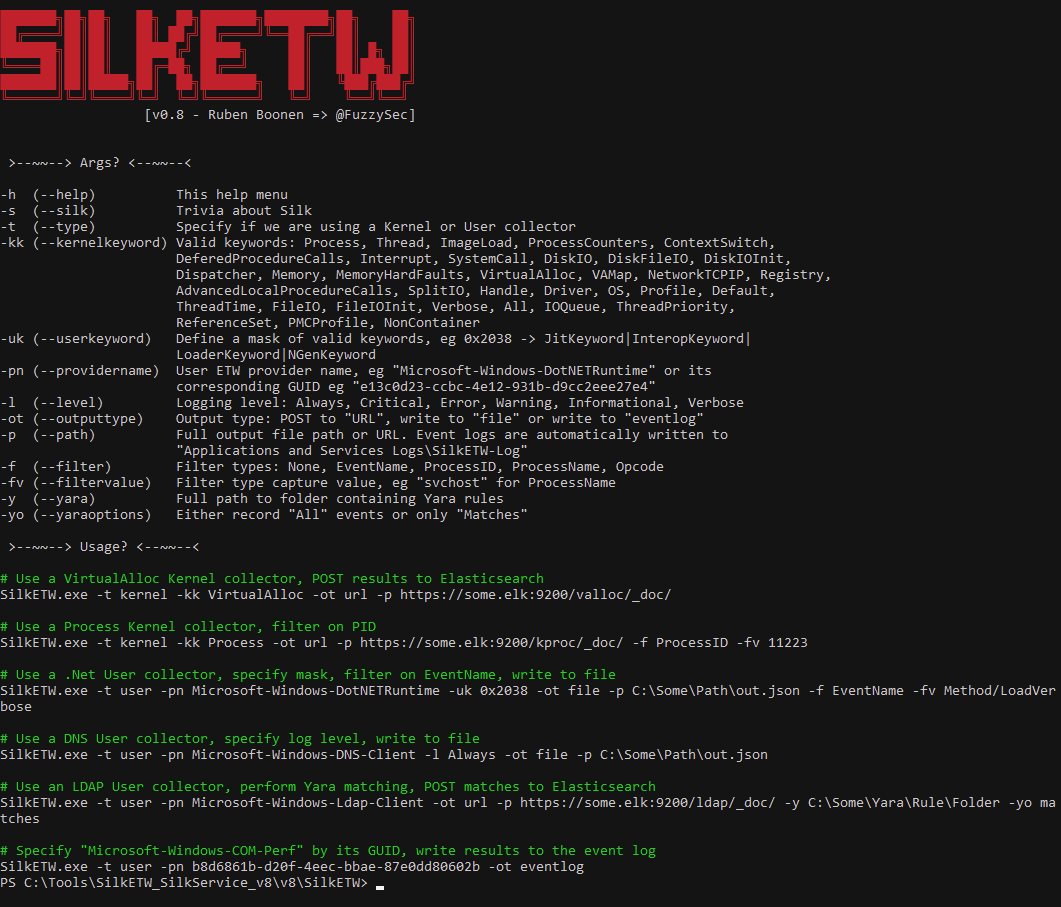 SILKETW
[v0.8 - Ruben Boonen => @FuzzySec]
>--~~--> Args? <--~~--<
-h (--help) This help menu
-s (--silk) Trivia about Silk
-t (--type) Specify if we are using a Kernel or User collector
-kk (--kernelkeyword) Valid keywords: Process, Thread, ImageLoad, ProcessCounters, ContextSwitch,
DeferedProcedureCalls, Interrupt, SystemCall, DiskIO, DiskFileIO, DiskIOInit,
Dispatcher, Memory, MemoryHardFaults, VirtualAlloc, VAMap, NetworkTCPIP, Registry,
AdvancedLocalProcedureCalls, SplitIO, Handle, Driver, OS, Profile, Default,
ThreadTime, FileIO, FileIOInit, Verbose, All, IOQueue, ThreadPriority,
ReferenceSet, PMCProfile, NonContainer
-uk (--userkeyword) Define a mask of valid keywords, eg 0x2038 -> JitKeyword|InteropKeyword|
LoaderKeyword|NGenKeyword
-pn (--providername) User ETW provider name, eg "Microsoft-Windows-DotNETRuntime" or its
corresponding GUID eg "e13c0d23-ccbc-4e12-931b-d9cc2eee27e4"
-l (--level) Logging level: Always, Critical, Error, Warning, Informational, Verbose
-ot (--outputtype) Output type: POST to "URL", write to "file" or write to "eventlog"
-p (--path) Full output file path or URL. Event logs are automatically written to
"Applications and Services Logs\SilkETW-Log"
-f (--filter) Filter types: None, EventName, ProcessID, ProcessName, Opcode
-fv (--filtervalue) Filter type capture value, eg "svchost" for ProcessName
-y (--yara) Full path to folder containing Yara rules
-yo (--yaraoptions) Either record "All" events or only "Matches"
>--~~--> Usage? <--~~--<
# Use a VirtualAlloc Kernel collector, POST results to Elasticsearch
SilkETW.exe -t kernel -kk VirtualAlloc -ot url -p https://some.elk:9200/valloc/_doc/
# Use a Process Kernel collector, filter on PID
SilkETW.exe -t kernel -kk Process -ot url -p https://some.elk:9200/kproc/_doc/ -f ProcessID -fv 11223
# Use a .Net User collector, specify mask, filter on EventName, write to file
SilkETW.exe -t user -pn Microsoft-Windows-DotNETRuntime -uk 0x2038 -ot file -p C:\Some\Path\out.json -f EventName -fv Method/LoadVer
bose
# Use a DNS User collector, specify log level, write to file
SilkETW.exe -t user -pn Microsoft-Windows-DNS-Client -l Always -ot file -p C:\Some\Path\out.json
# Use an LDAP User collector, perform Yara matching, POST matches to Elasticsearch
SilkETW.exe -t user -pn Microsoft-Windows-Ldap-Client -ot url -p https://some.elk:9200/ldap/_doc/ -y C:\Some\Yara\Rule\Folder -yo ma
tches
# Specify "Microsoft-Windows-COM-Perf" by its GUID, write results to the event log
SilkETW.exe -t user -pn b8d6861b-d20f-4eec-bbae-87e0dd80602b -ot eventlog
PS C:\Tools\SilkETW_SilkService_v8\v8\SilkETW>